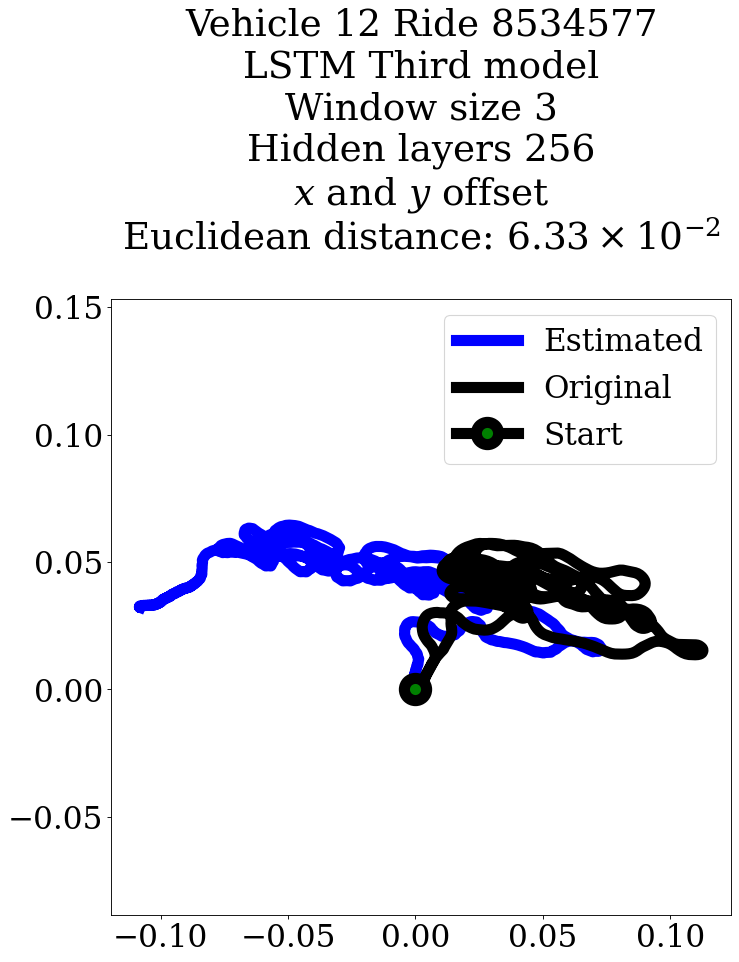 Vehicle 12 Ride 8534577
LSTM Third model
Window size 3
Hidden layers 256
x and y offset
Euclidean distance: 6.33 × 10⁻²
0.15
Estimated
Original
0.10
Start
0.05
0.00
−0.05
−0.10 −0.05 0.00 0.05 0.10